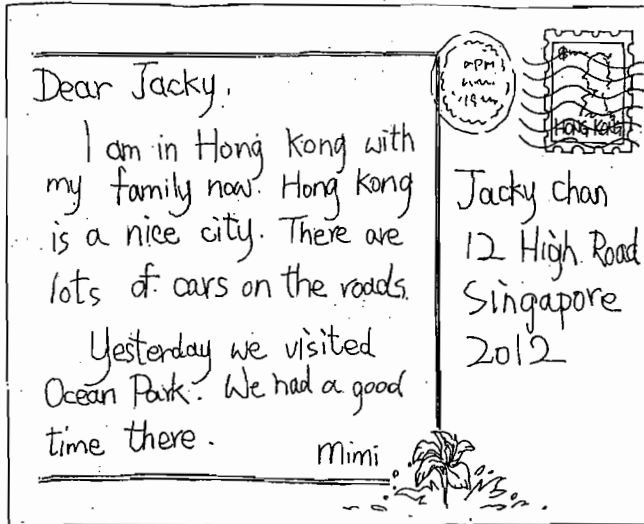 Dear Jacky,
I am in Hong Kong with
my family now. Hong Kong
is a nice city. There are
lots of cars on the roads.
Yesterday we visited
Ocean Park. We had a good
time there.
Mimi
HONG KONG
Jacky Chan
12 High Road
Singapore
2012